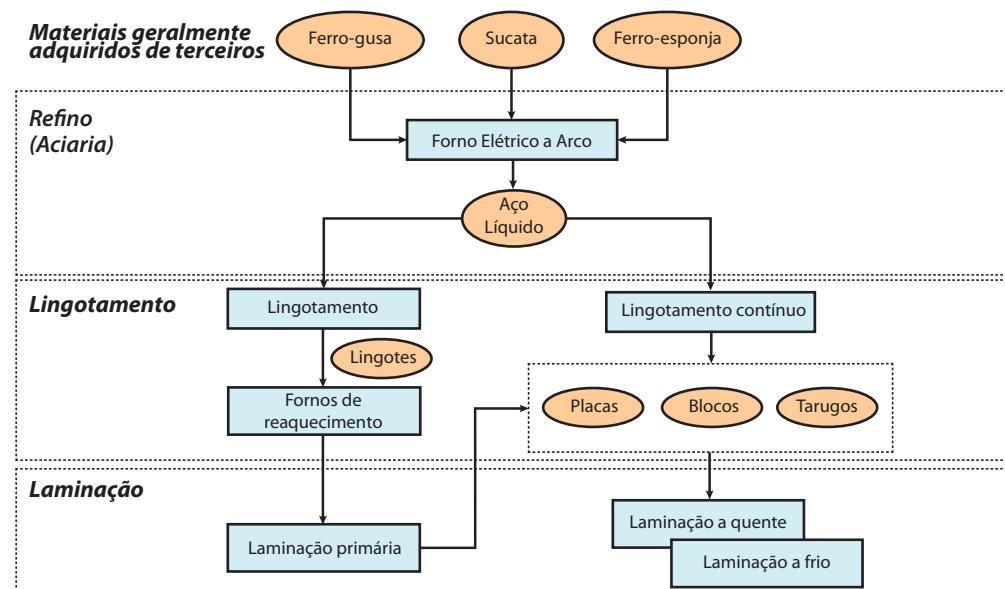 Materiais geralmente
adquiridos de terceiros
Ferro-gusa
Sucata
Ferro-esponja
Refino
(Aciaria)
Forno Elétrico a Arco
Aço
Líquido
Lingotamento
Lingotamento
Lingotamento contínuo
Lingotes
Fornos de
reaquecimento
Placas
Blocos
Tarugos
Laminação
Laminação primária
Laminação a quente
Laminação a frio